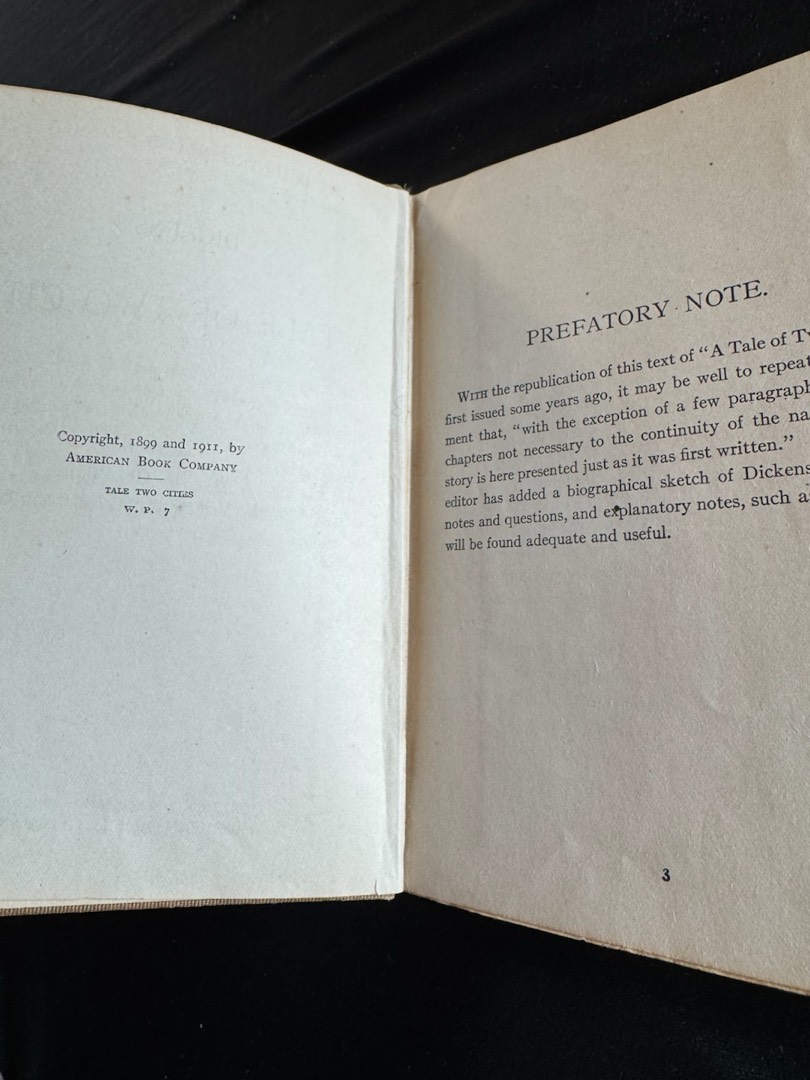 Copyright, 1899 and 1911, by
AMERICAN BOOK COMPANY
TALE TWO CITIES
W. P. 7
PREFATORY NOTE.
WITH the republication of this text of "A Tale of
first issued some years ago, it may be well to repeat
ment that, "with the exception of a few
chapters not necessary to the continuity of the
story is here presented just as it was first written."
editor has added a biographical sketch of Dickens
notes and questions, and explanatory notes, such
will be found adequate and useful.
3